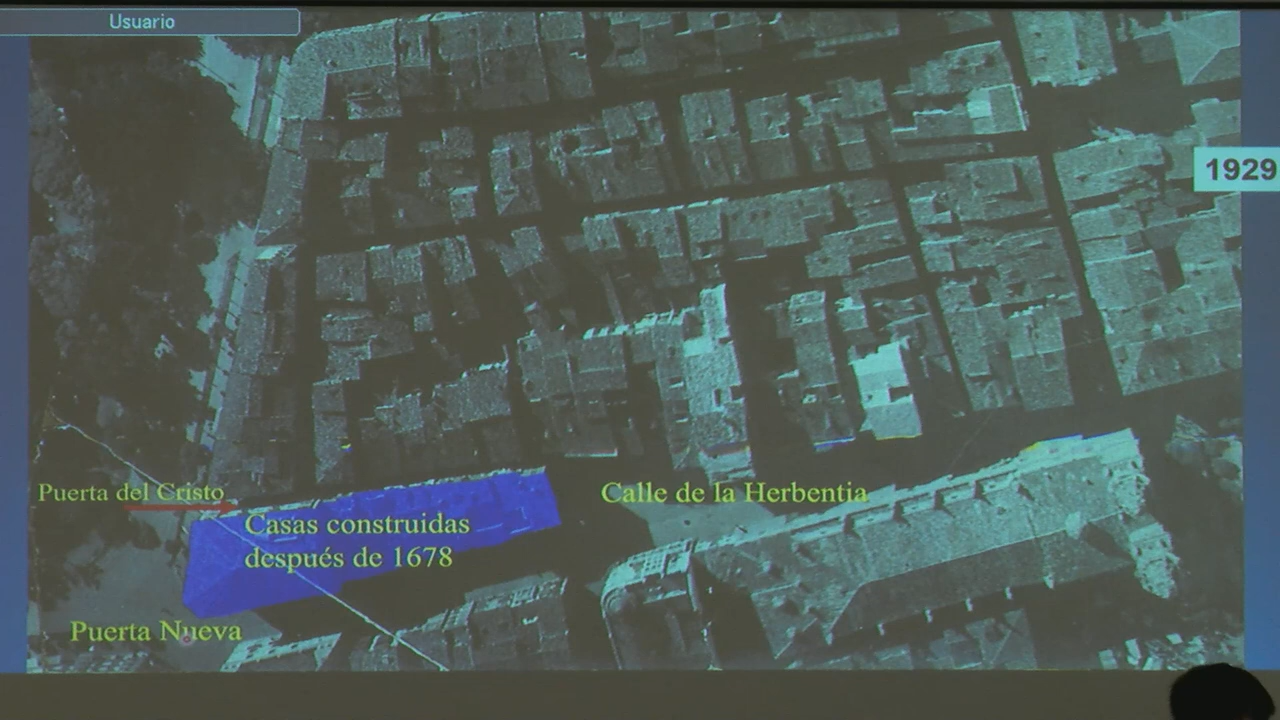 Usuario
1929
Puerta del Cristo
Calle de la Herbentia
Casas construidas
después de 1678
Puerta Nueva